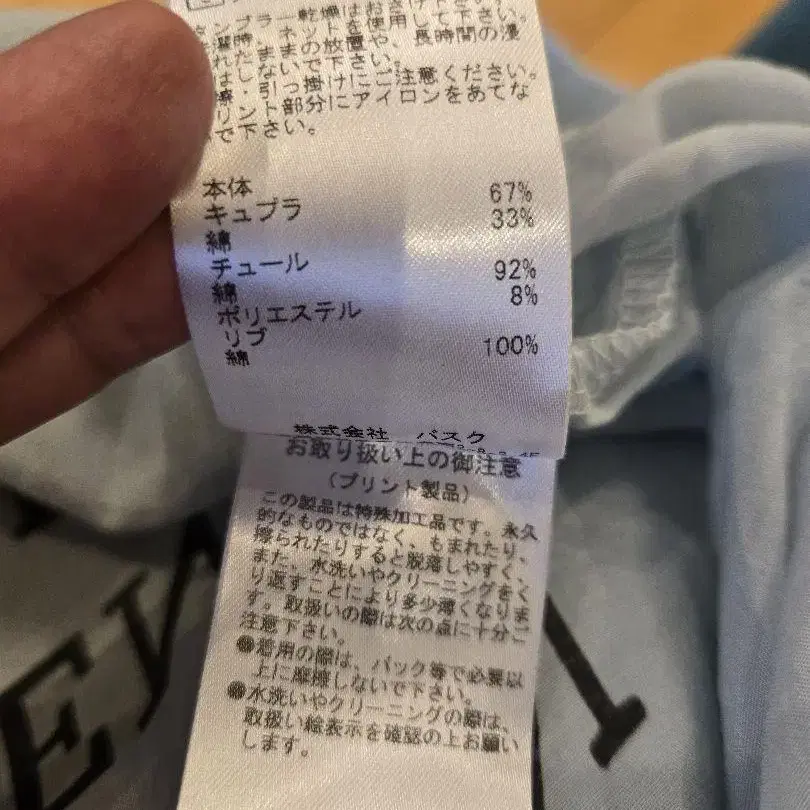 タンブラー乾燥はおさけ下さい。
洗濯時、ネットを使用して下さい。
れたままの放置や、長時間の浸
はしないで下さい。
擦・引っ掛けにご注意ください。
リント部分にアイロンをあてな
で下さい。
本体
キュプラ 67%
綿 33%
チュール
綿 92%
ポリエステル 8%
リブ
綿 100%
株式会社 パスク
お取り扱い上の御注意
(プリント製品)
この製品は特殊加工品です。永久
的なものではなく、もまれたり、
擦られたりすると脱落しやすく、
また、水洗いやクリーニングをく
り返すことにより多少薄くなりま
す。取扱いの際は次の点に十分ご
注意下さい。
●着用の際は、バック等で必要以
上に摩擦しないで下さい。
●水洗いやクリーニングの際は、
取扱い絵表示を確認の上お願い
します。